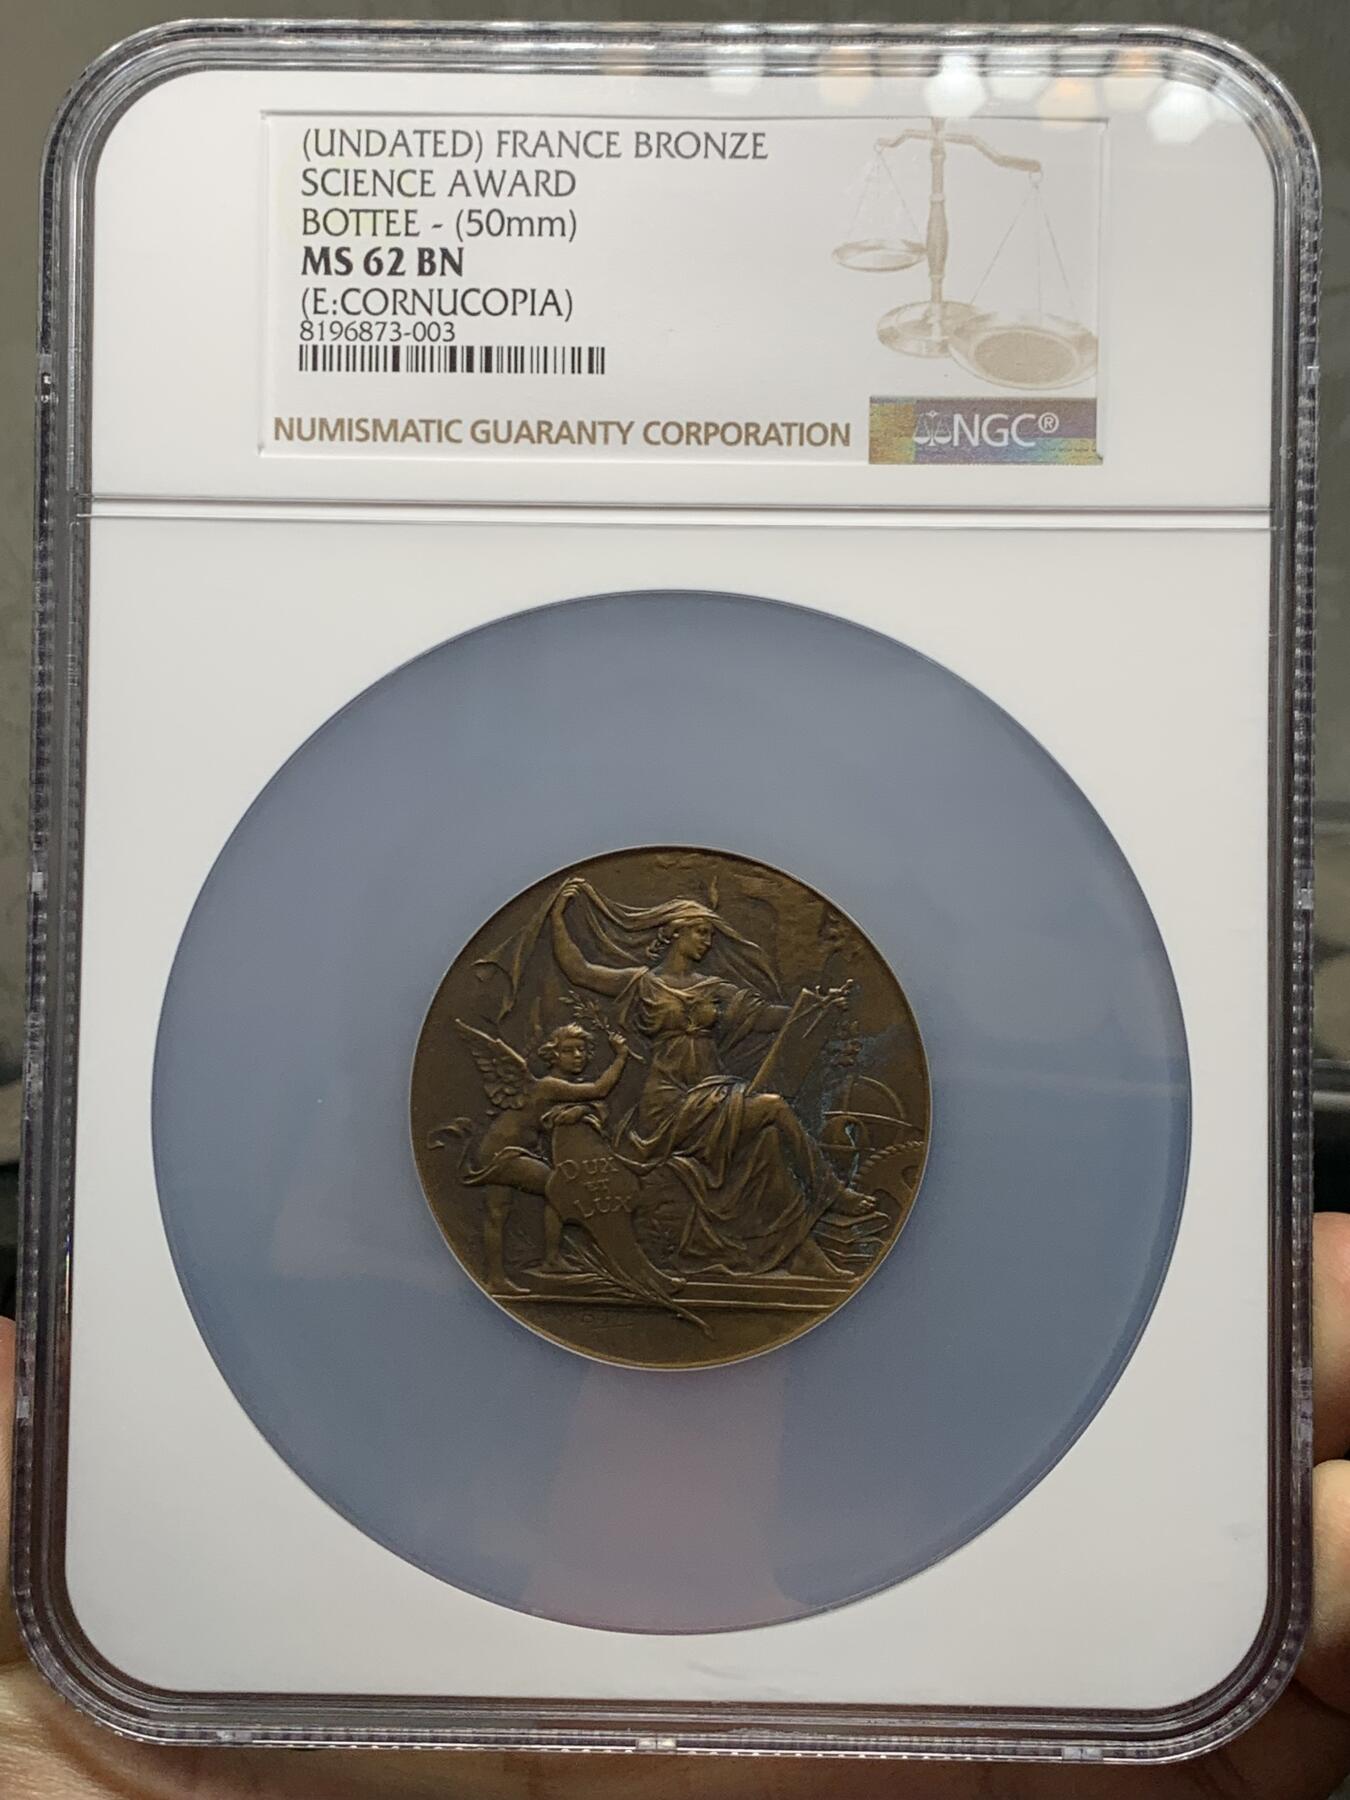 (UNDATED) FRANCE BRONZE
SCIENCE AWARD
BOTTEE - (50mm)
MS 62 BN
(E:CORNUCOPIA)
8196873-003
NUMISMATIC GUARANTY CORPORATION
NGC®
DUX
ET
LUX